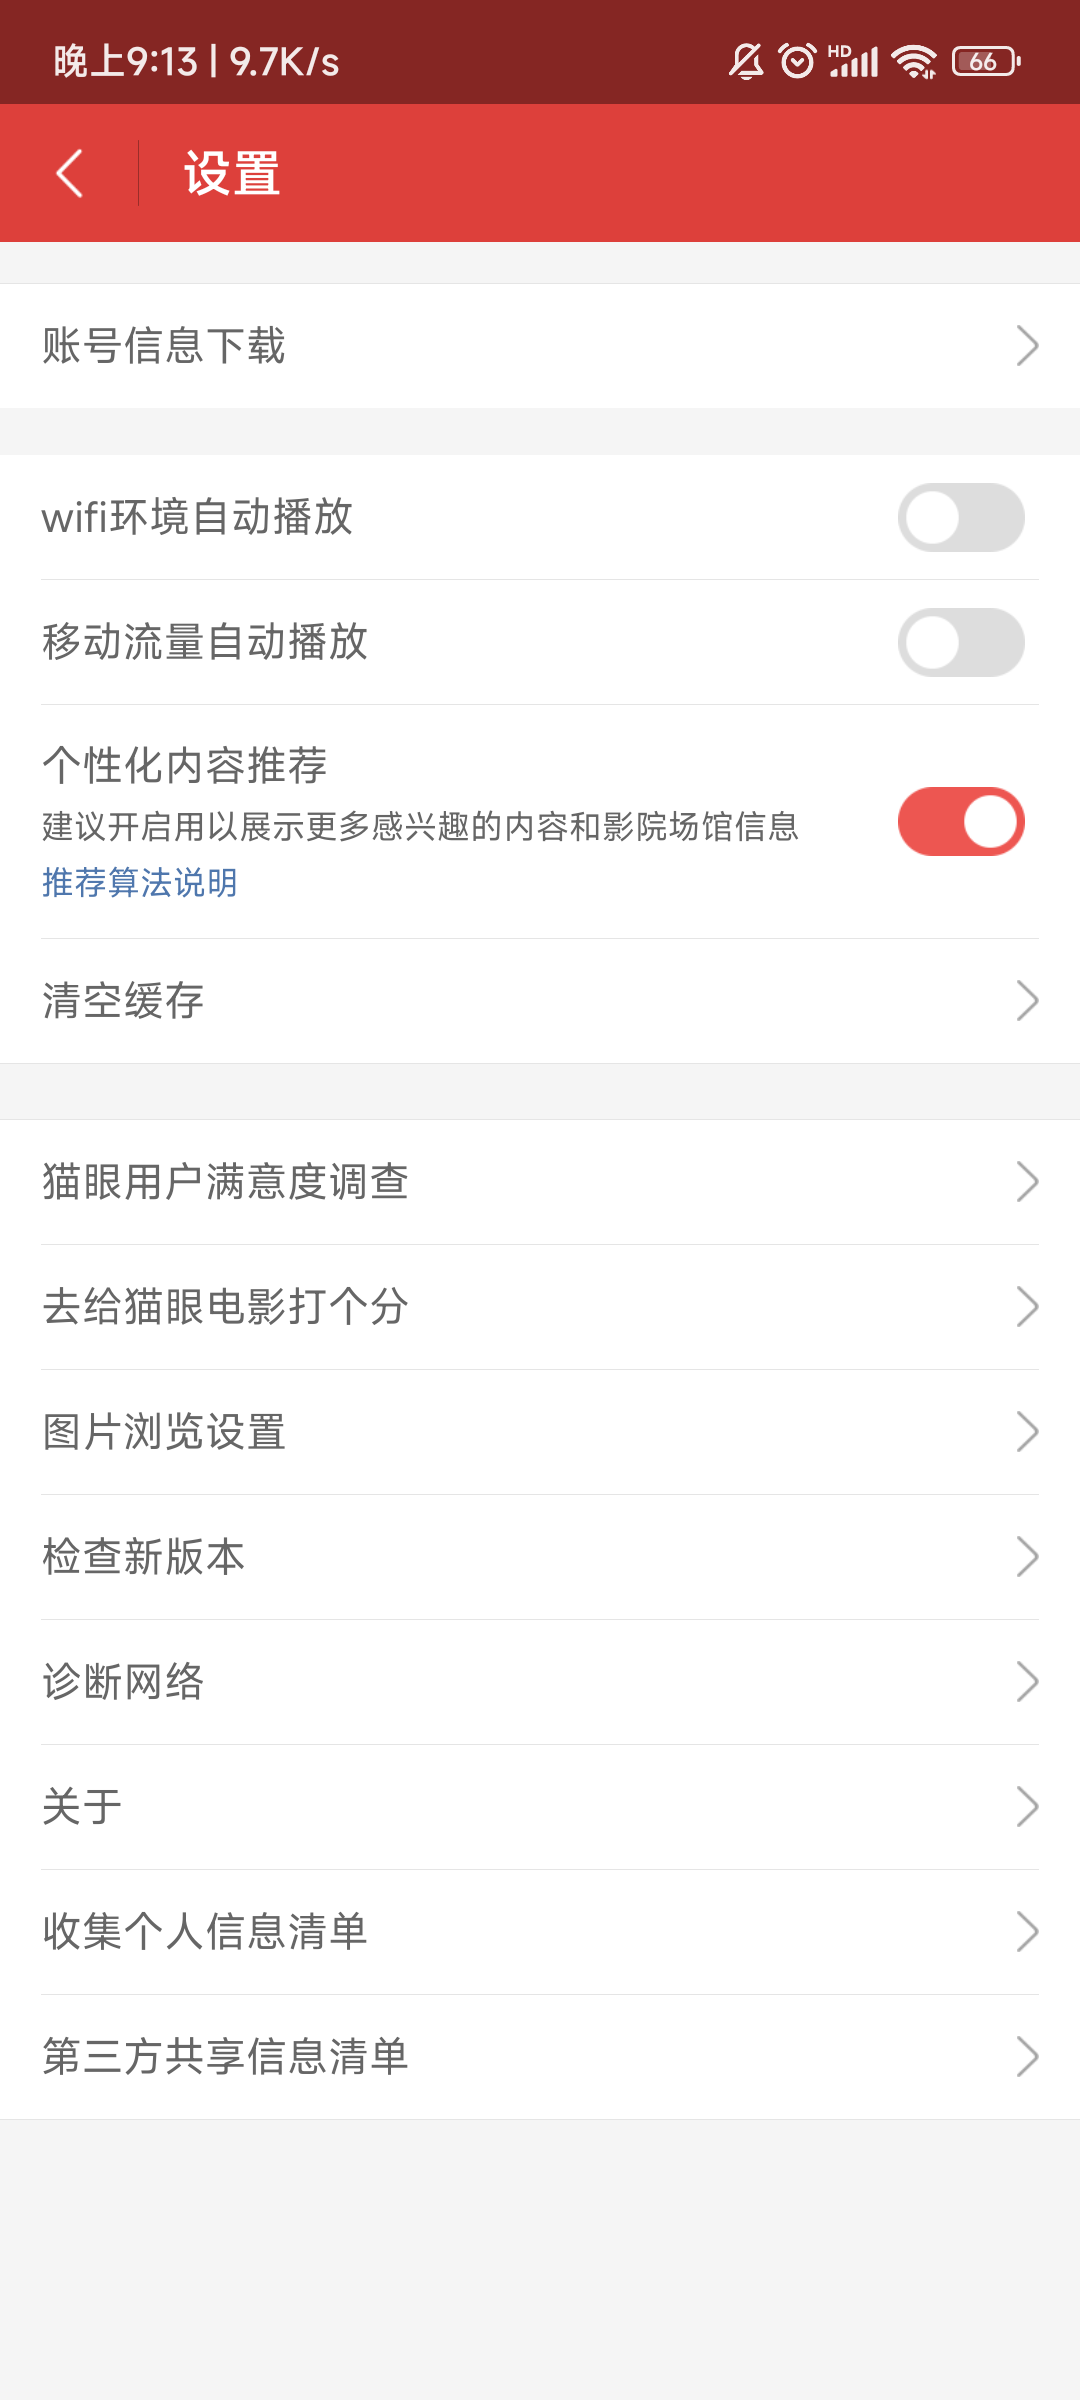 晚上9:13 | 9.7K/s
HD
66
设置
账号信息下载
wifi环境自动播放
移动流量自动播放
个性化内容推荐
建议开启用以展示更多感兴趣的内容和影院场馆信息
推荐算法说明
清空缓存
猫眼用户满意度调查
去给猫眼电影打个分
图片浏览设置
检查新版本
诊断网络
关于
收集个人信息清单
第三方共享信息清单